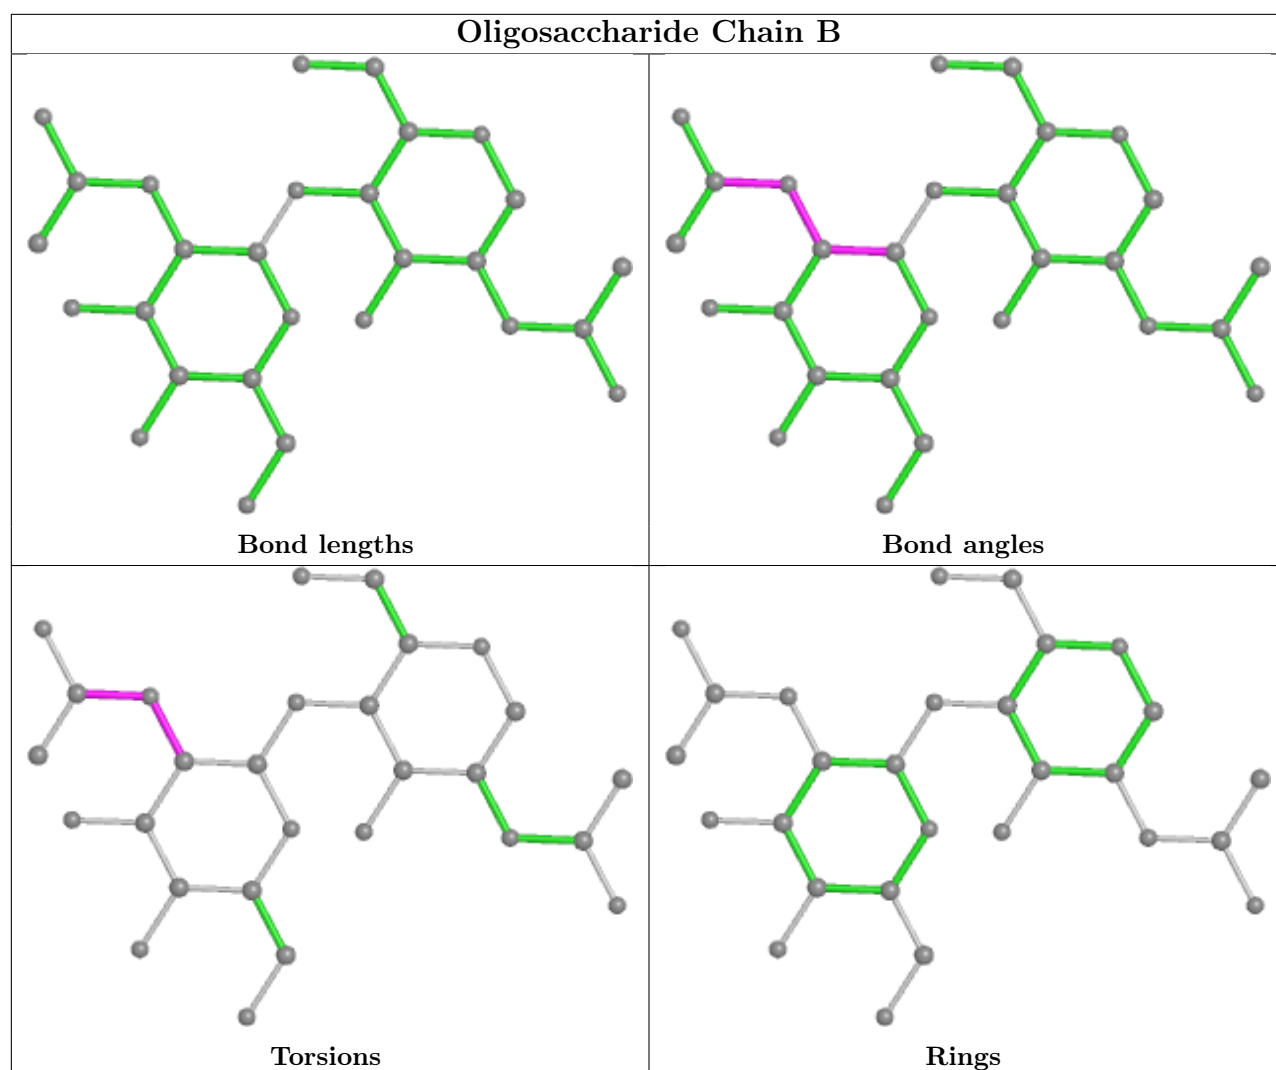 Oligosaccharide Chain B
Bond lengths
Bond angles
Torsions
Rings